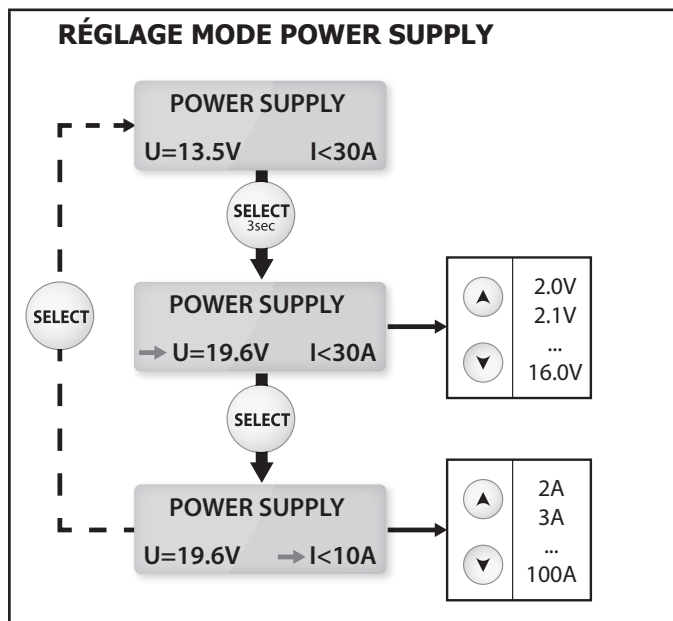 RÉGLAGE MODE POWER SUPPLY
POWER SUPPLY
U=13.5V I<30A
SELECT
3sec
POWER SUPPLY
U=19.6V I<30A
2.0V
2.1V
...
16.0V
SELECT
SELECT
POWER SUPPLY
U=19.6V I<10A
2A
3A
...
100A